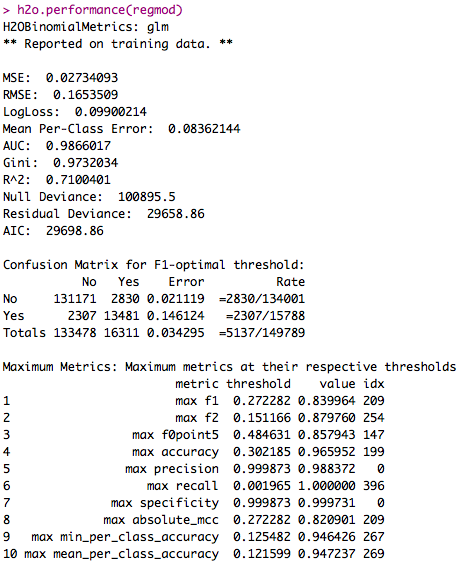 > h2o.performance(regmod)
H2OBinomialMetrics: glm
** Reported on training data. **
MSE:  0.02734093
RMSE:  0.1653509
LogLoss:  0.09900214
Mean Per-Class Error:  0.08362144
AUC:  0.9866017
Gini:  0.9732034
R^2:  0.7100401
Null Deviance:  100895.5
Residual Deviance:  29658.86
AIC:  29698.86
Confusion Matrix for F1-optimal threshold:
No Yes Error Rate
No 131171 2830 0.021119 =2830/134001
Yes 2307 13481 0.146124 =2307/15788
Totals 133478 16311 0.034295 =5137/149789
Maximum Metrics: Maximum metrics at their respective thresholds
metric threshold value idx
1 max f1 0.272282 0.839964 209
2 max f2 0.151166 0.879760 254
3 max f0point5 0.484631 0.857943 147
4 max accuracy 0.302185 0.965952 199
5 max precision 0.999873 0.988372 0
6 max recall 0.001965 1.000000 396
7 max specificity 0.999873 0.999731 0
8 max absolute_mcc 0.272282 0.820901 209
9 max min_per_class_accuracy 0.125482 0.946426 267
10 max mean_per_class_accuracy 0.121599 0.947237 269